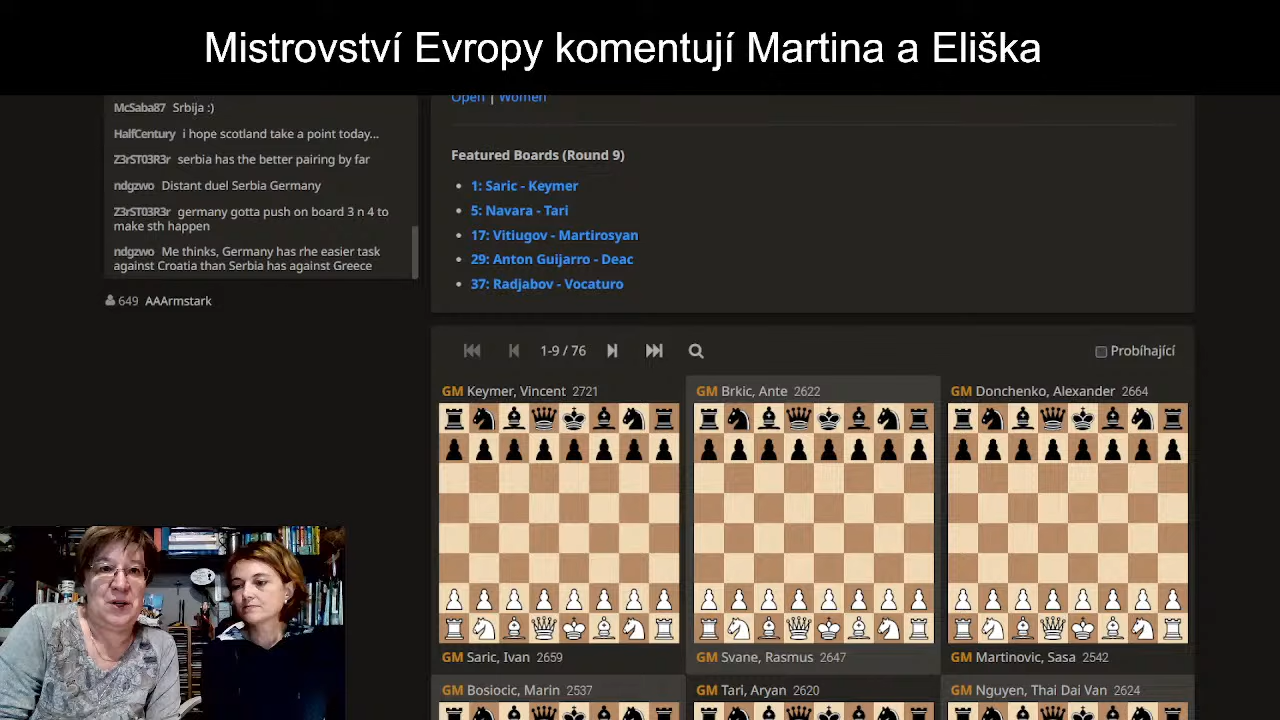 Mistrovství Evropy komentují Martina a Eliška
McSaba87 Srbija :)
HalfCentury i hope scotland take a point today...
Z3rST03R3r serbia has the better pairing by far
ndgzwo Distant duel Serbia Germany
Z3rST03R3r germany gotta push on board 3 n 4 to
make sth happen
ndgzwo Me thinks, Germany has rhe easier task
against Croatia than Serbia has against Greece
649 AAArmstark
Open | Women
Featured Boards (Round 9)
1: Saric - Keymer
5: Navara - Tari
17: Vitiugov - Martirosyan
29: Anton Guijarro - Deac
37: Radjabov - Vocaturo
1-9 / 76
Probíhající
GM Keymer, Vincent 2721
GM Brkic, Ante 2622
GM Donchenko, Alexander 2664
GM Saric, Ivan 2659
GM Svane, Rasmus 2647
GM Martinovic, Sasa 2542
GM Bosiocic, Marin 2537
GM Tari, Aryan 2620
GM Nguyen, Thai Dai Van 2624